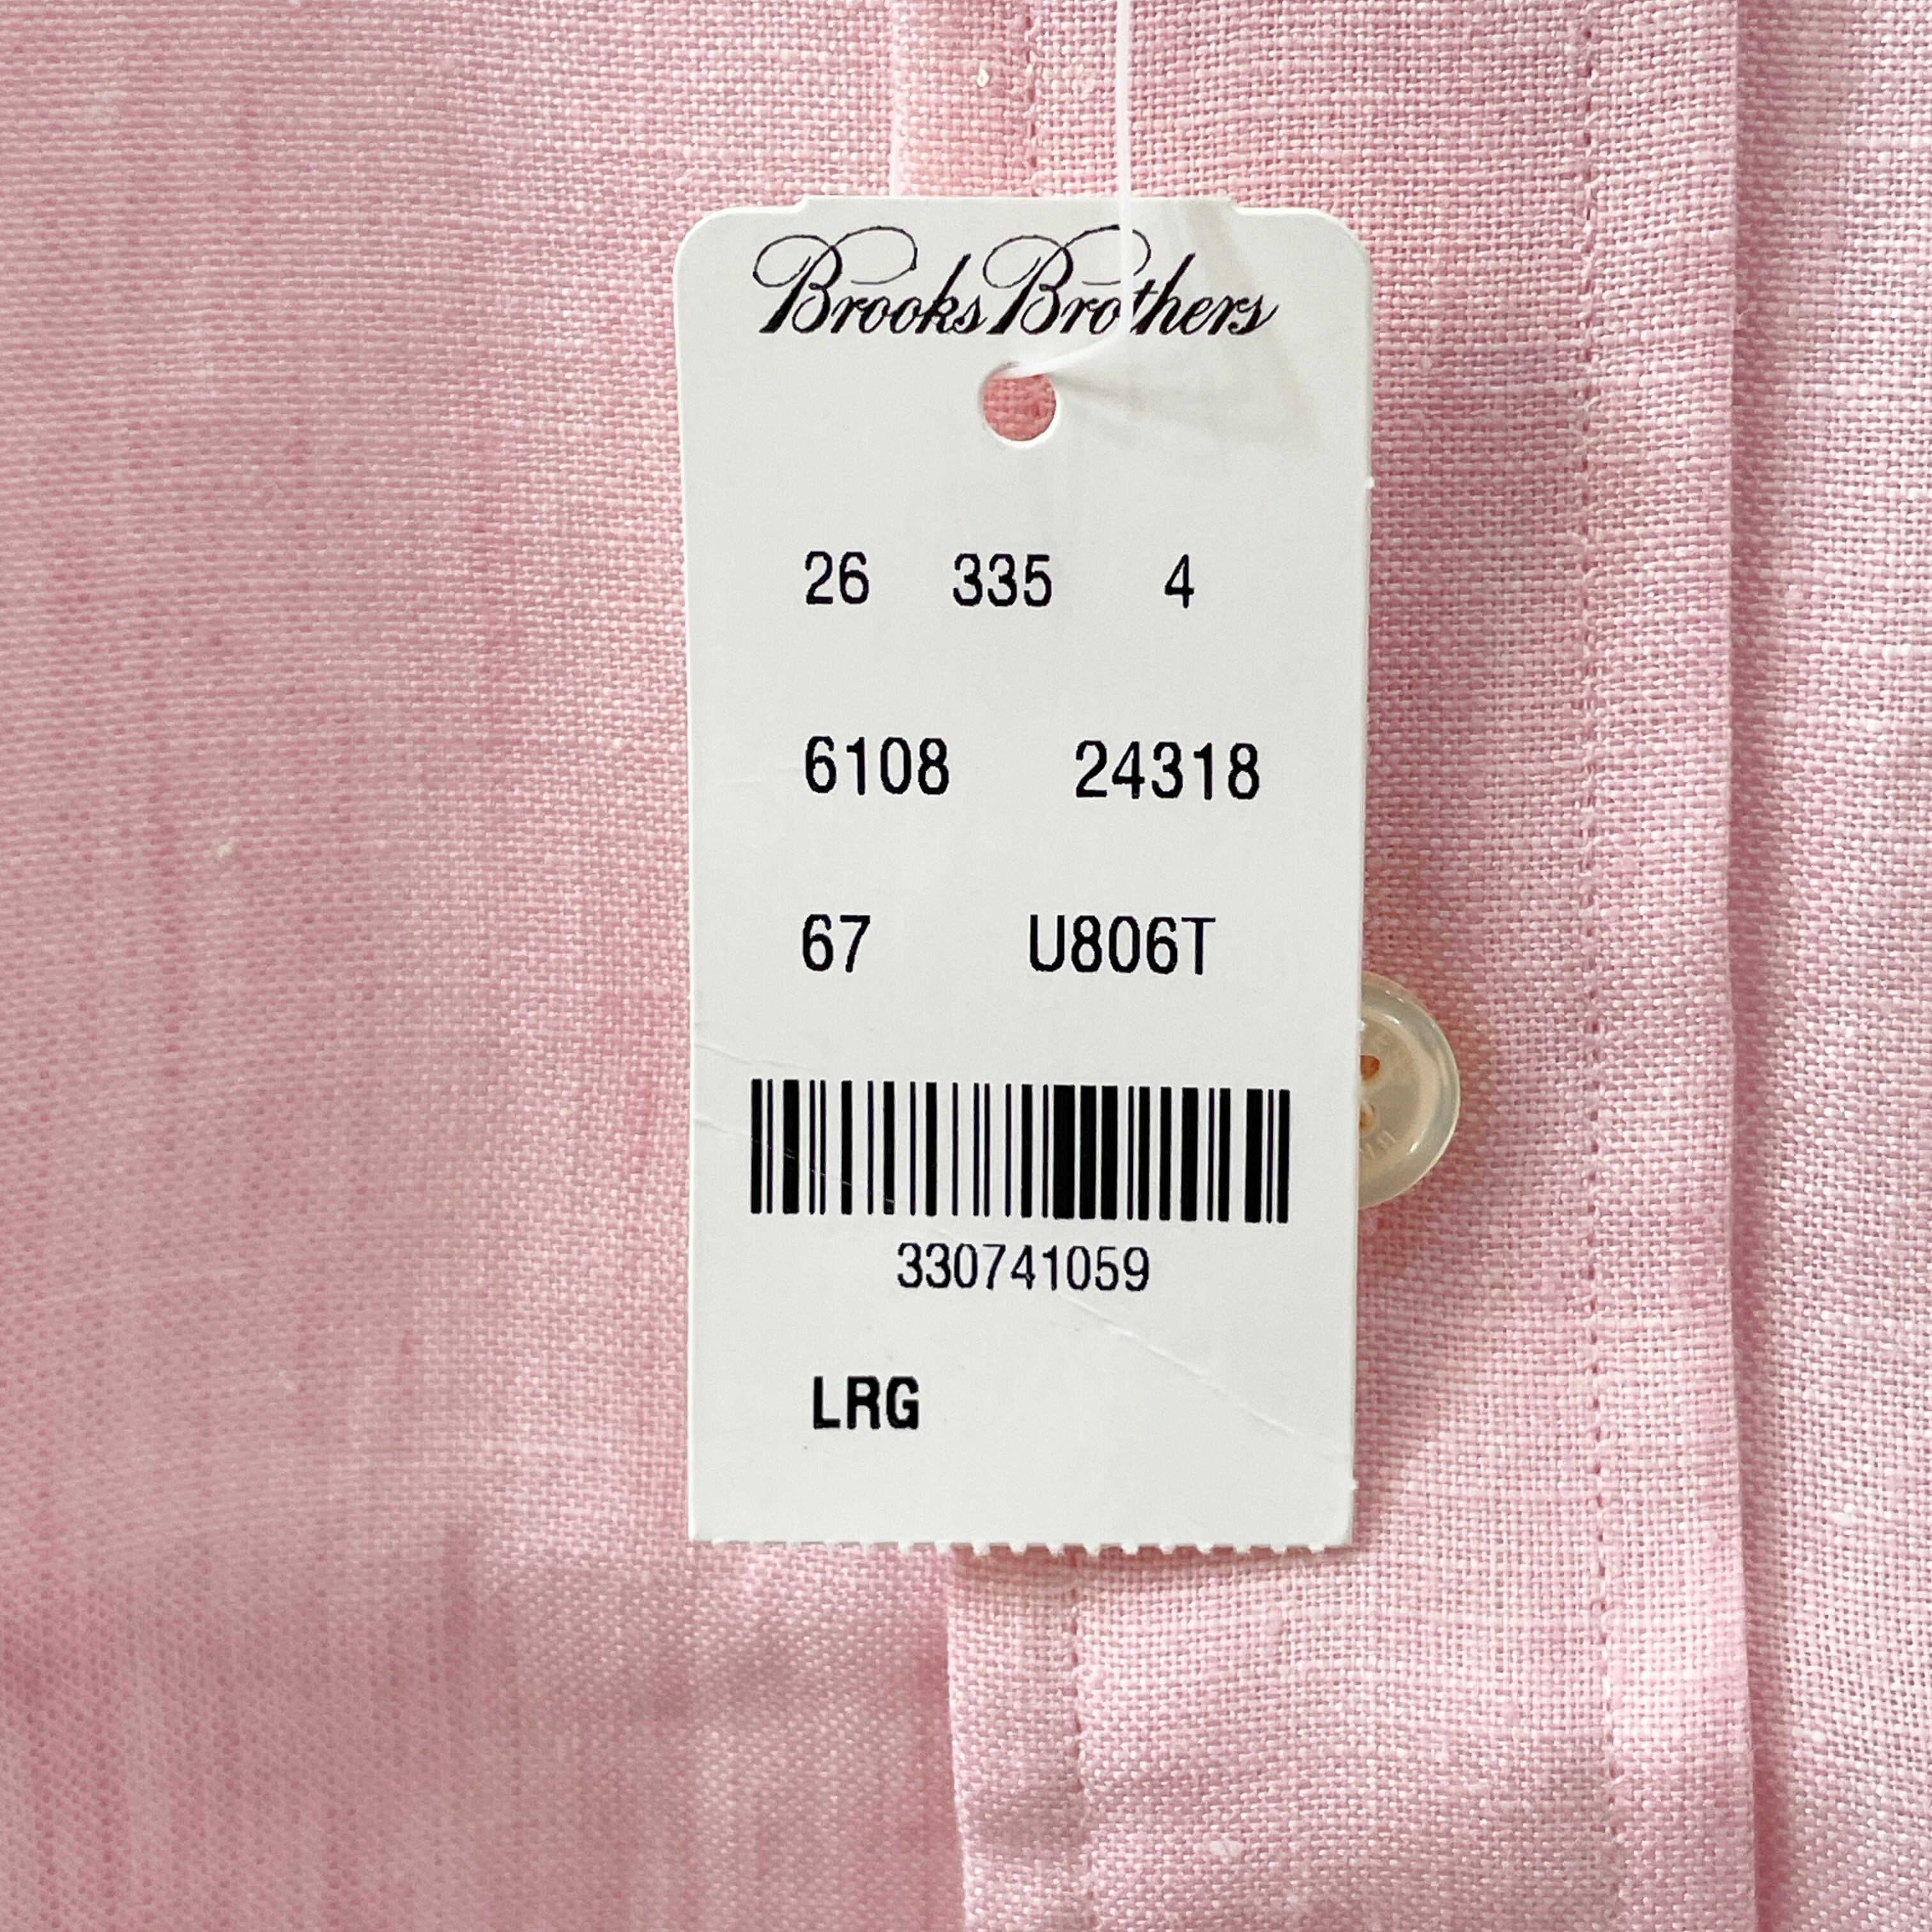 Brooks Brothers
26 335 4
6108 24318
67 U806T
330741059
LRG